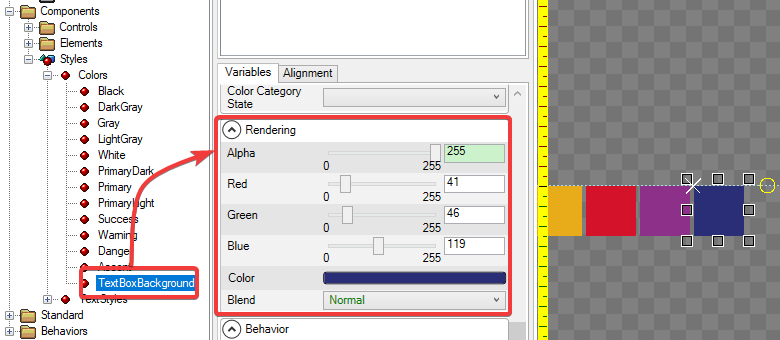 Components
Controls
Elements
Styles
Colors
Black
DarkGray
Gray
LightGray
White
PrimaryDark
Primary
PrimaryLight
Success
Warning
Danger
Accent
TextBoxBackground
TextStyles
Standard
Behaviors
Variables Alignment
Color Category State
Rendering
Alpha 255
0 255
Red 41
0 255
Green 46
0 255
Blue 119
0 255
Color
Blend Normal
Behavior